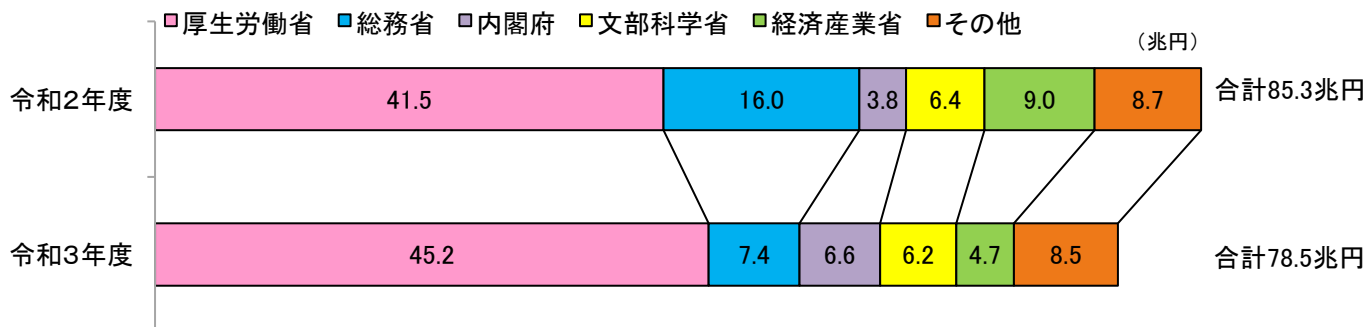 厚生労働省 総務省 内閣府 文部科学省 経済産業省 その他
（兆円）
令和２年度 41.5 16.0 3.8 6.4 9.0 8.7 合計85.3兆円
令和３年度 45.2 7.4 6.6 6.2 4.7 8.5 合計78.5兆円